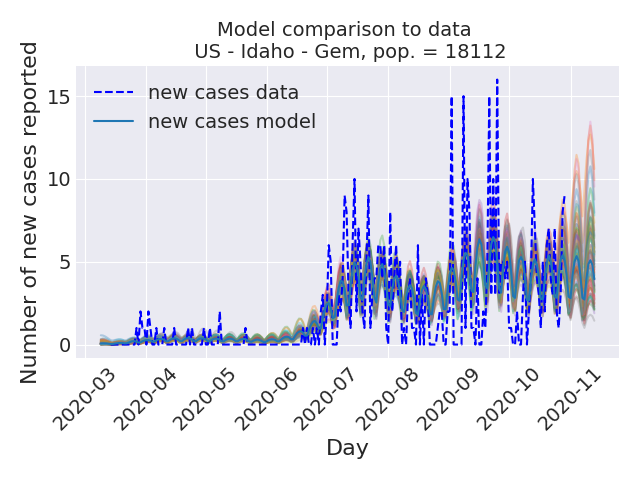 Model comparison to data
US - Idaho - Gem, pop. = 18112
Number of new cases reported
new cases data
new cases model
15
10
5
0
2020-03
2020-04
2020-05
2020-06
2020-07
2020-08
2020-09
2020-10
2020-11
Day